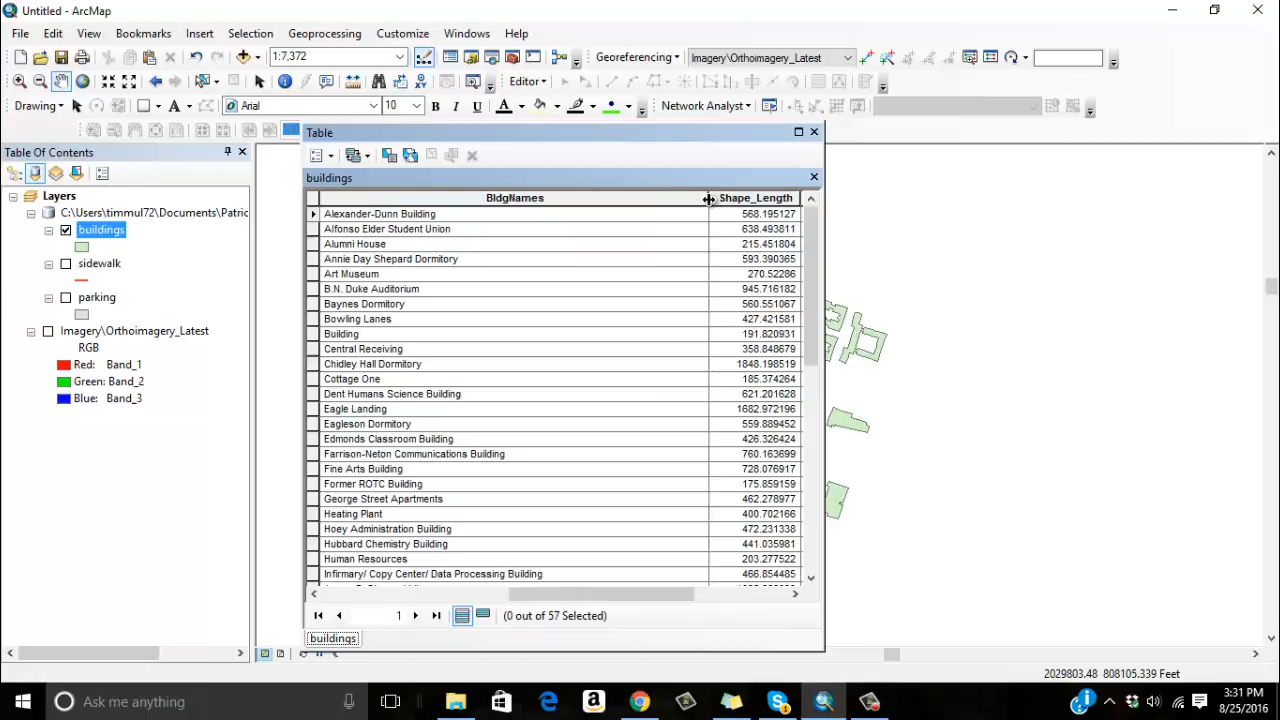 Untitled - ArcMap
File Edit View Bookmarks Insert Selection Geoprocessing Customize Windows Help
1:7,372 Georeferencing Imagery\Orthoimagery_Latest
Editor
Drawing Arial 10 B I U A Network Analyst
Table Of Contents
Layers
C:\Users\timmul72\Documents\Patric
buildings
sidewalk
parking
Imagery\Orthoimagery_Latest
RGB
Red: Band_1
Green: Band_2
Blue: Band_3
Table
buildings
BldgNames Shape_Length
Alexander-Dunn Building 568.195127
Alfonso Elder Student Union 638.493811
Alumni House 215.451804
Annie Day Shepard Dormitory 593.390365
Art Museum 270.52286
B.N. Duke Auditorium 945.716182
Baynes Dormitory 560.551067
Bowling Lanes 427.421581
Building 191.820931
Central Receiving 358.848679
Chidley Hall Dormitory 1848.198519
Cottage One 185.374264
Dent Humans Science Building 621.201628
Eagle Landing 1682.972196
Eagleson Dormitory 559.889452
Edmonds Classroom Building 426.326424
Farrison-Neton Communications Building 760.163699
Fine Arts Building 728.076917
Former ROTC Building 175.859159
George Street Apartments 462.278977
Heating Plant 400.702166
Hoey Administration Building 472.231338
Hubbard Chemistry Building 441.035981
Human Resources 203.277522
Infirmary/ Copy Center/ Data Processing Building 466.854485
1 (0 out of 57 Selected)
buildings
2029803.48 808105.339 Feet
Ask me anything
3:31 PM
8/25/2016